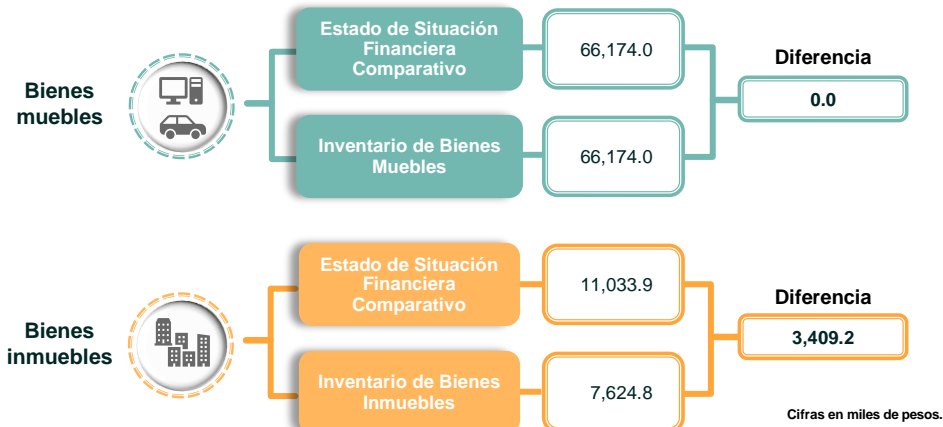 Bienes
muebles
Estado de Situación
Financiera
Comparativo
66,174.0
Inventario de Bienes
Muebles
66,174.0
Diferencia
0.0
Bienes
inmuebles
Estado de Situación
Financiera
Comparativo
11,033.9
Inventario de Bienes
Inmuebles
7,624.8
Diferencia
3,409.2
Cifras en miles de pesos.